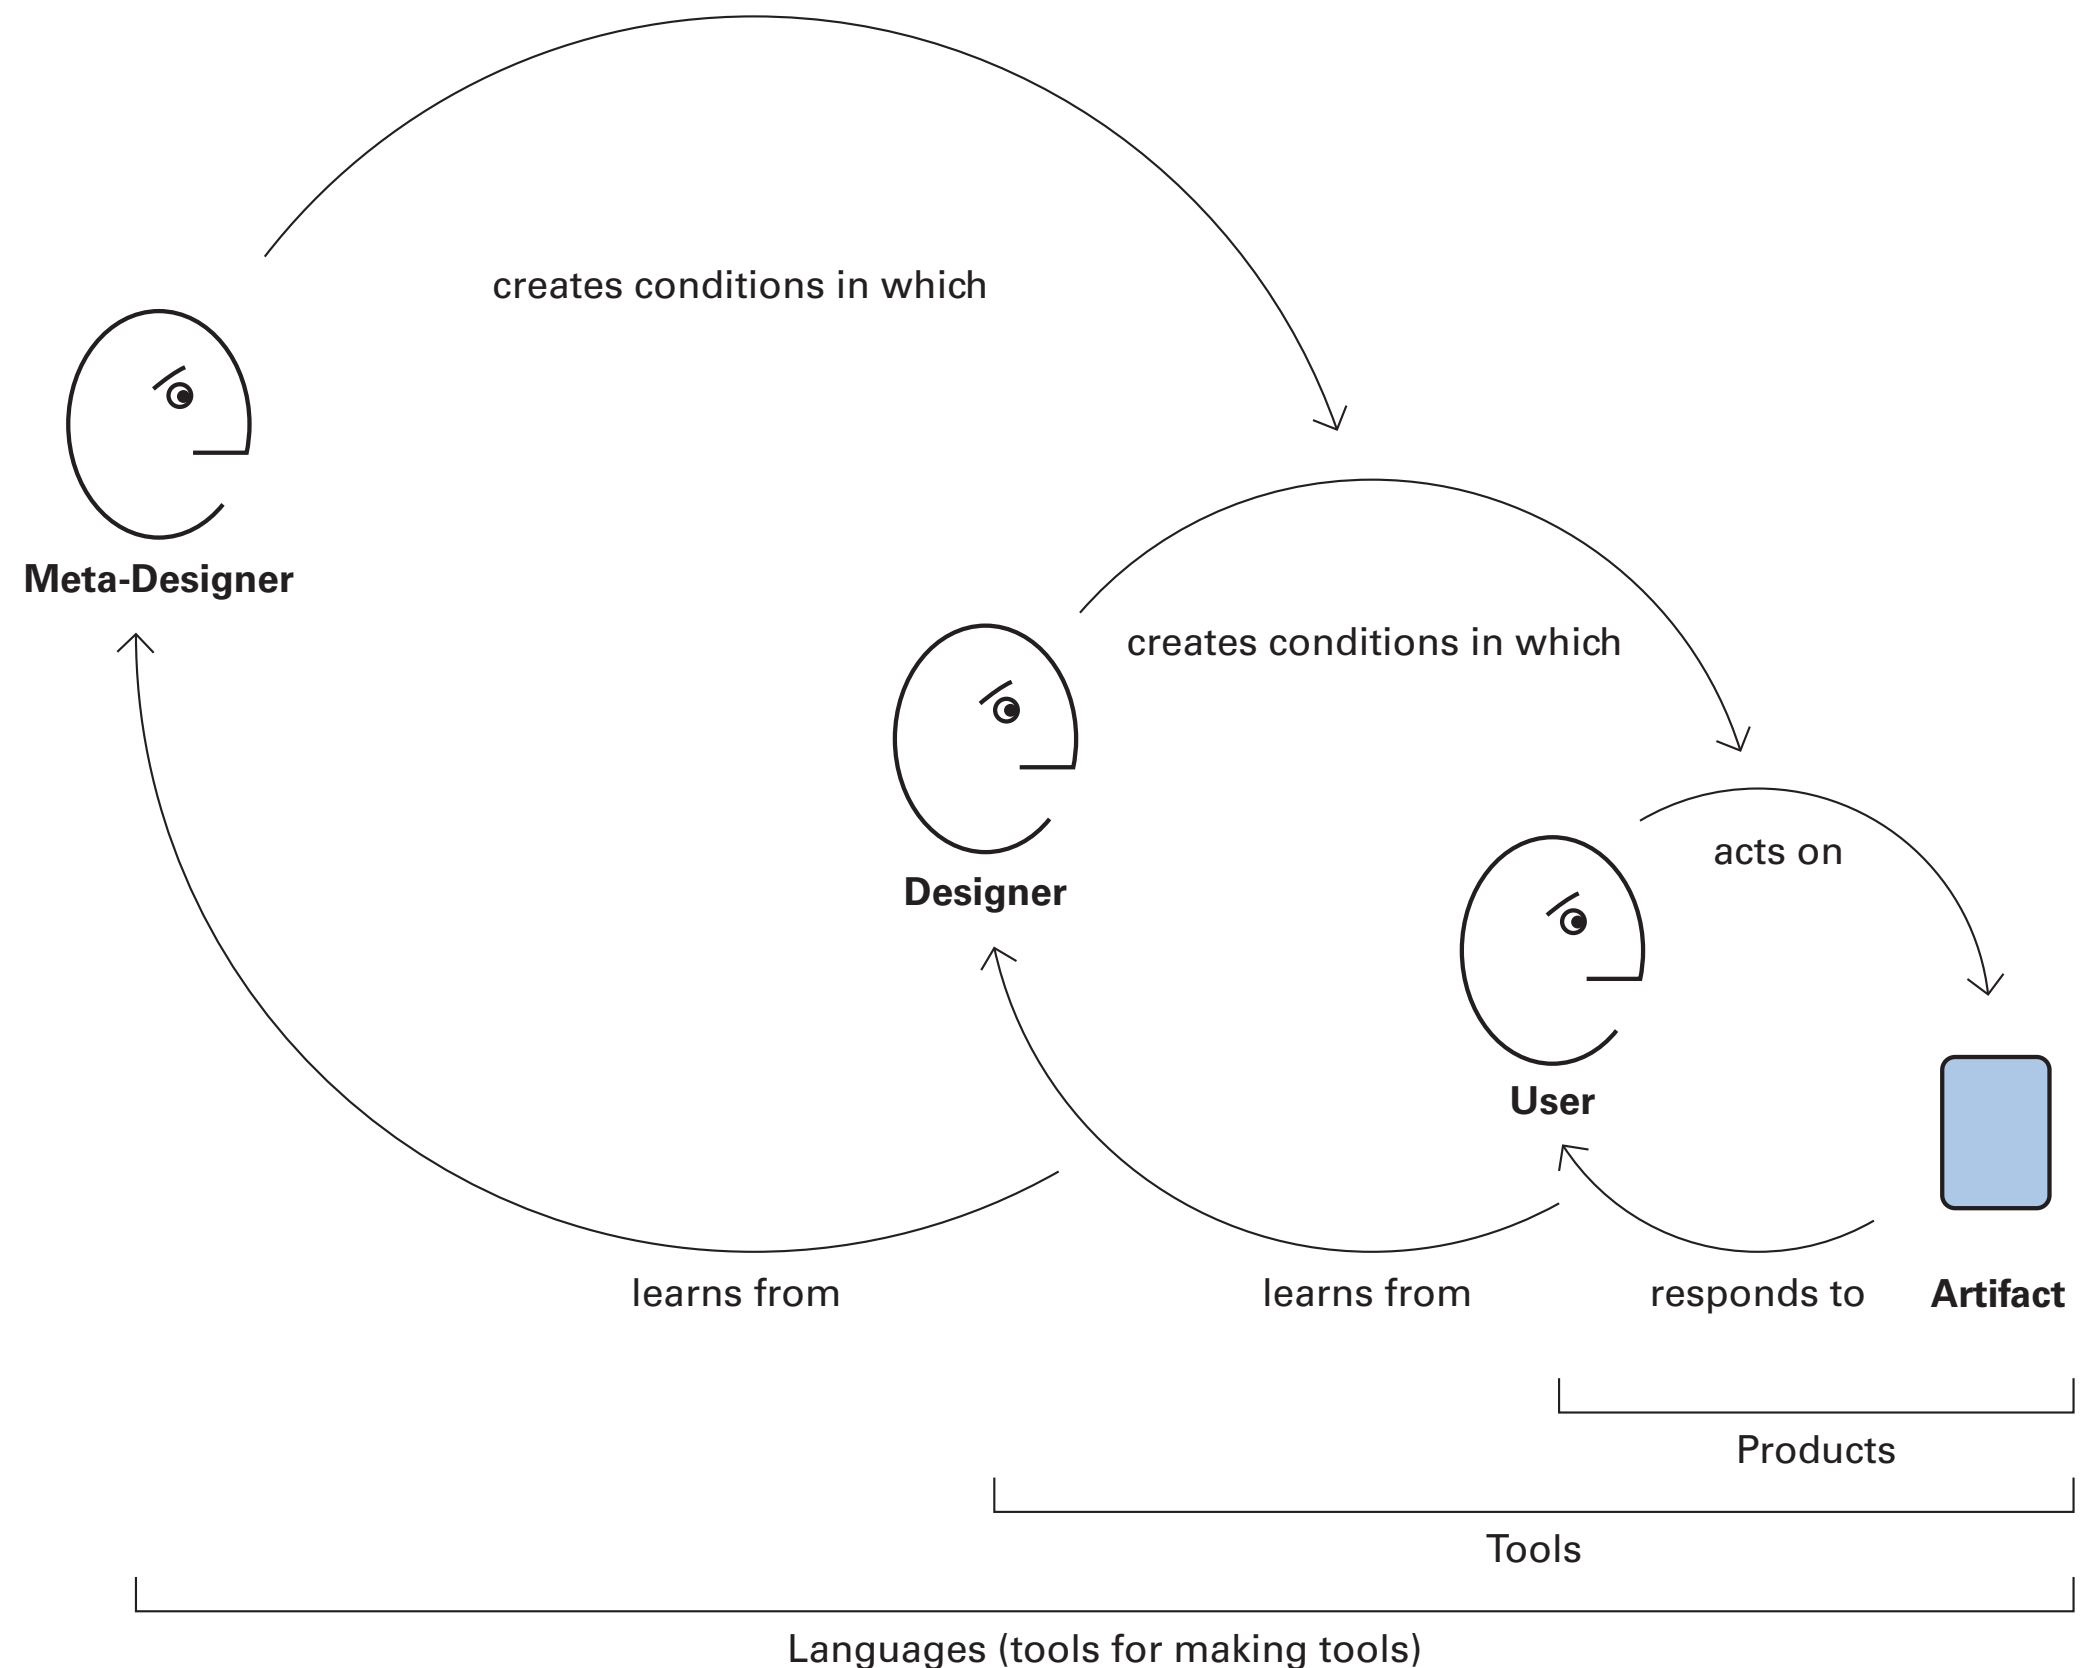 creates conditions in which
Meta-Designer
creates conditions in which
Designer
acts on
User
learns from
learns from
responds to
Artifact
Products
Tools
Languages (tools for making tools)